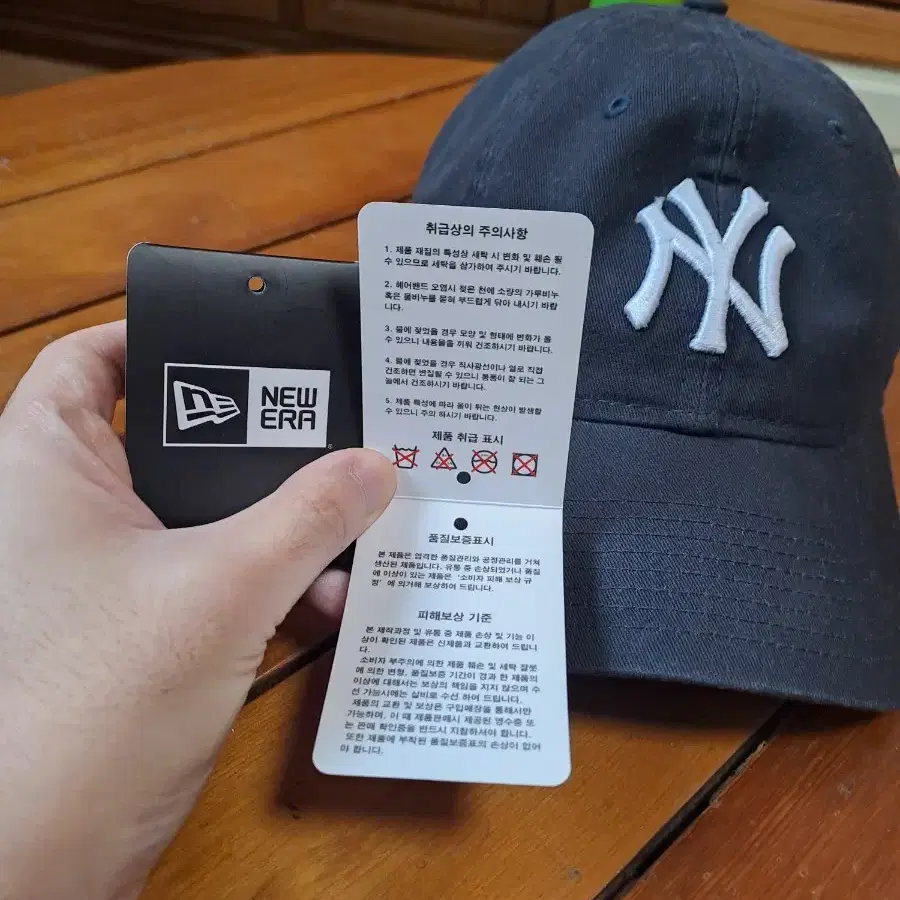 NEW
ERA
NY
취급상의 주의사항
1. 제품 재질의 특성상 세탁 시 변화 및 훼손 될
수 있으므로 세탁을 삼가하여 주시기 바랍니다.
2. 헤어밴드 오염시 젖은 천에 소량의 가루비누
혹은 물비누를 묻혀 부드럽게 닦아 내시기 바랍니
다.
3. 물에 젖었을 경우 모양 및 형태에 변화가 올
수 있으니 내용물을 끼워 건조하시기 바랍니다.
4. 물에 젖었을 경우 직사광선이나 열로 직접
건조하면 변질될 수 있으니 통풍이 잘 되는 그
늘에서 건조하시기 바랍니다.
5. 제품 특성에 따라 올이 튀는 현상이 발생할
수 있으니 주의 하시기 바랍니다.
제품 취급 표시
품질보증표시
본 제품은 엄격한 품질관리와 공정관리를 거쳐
생산된 제품입니다. 유통 중 손상되었거나 품질
에 이상이 있는 제품은 '소비자 피해 보상 규
정' 에 의거해 보상하여 드립니다.
피해보상 기준
본 제작과정 및 유통 중 제품 손상 및 기능 이
상이 확인된 제품은 신제품과 교환하여 드립니
다.
소비자 부주의에 의한 제품 훼손 및 세탁 잘못
에 의한 변형, 품질보증 기간이 경과 한 제품의
이상에 대해서는 보상의 책임을 지지 않으며 수
선 가능시에는 실비로 수선 하여 드립니다.
제품의 교환 및 보상은 구입매장을 통해서만
가능하며, 이 때 제품판매시 제공된 영수증 또
는 판매 확인증을 반드시 지참하셔야 합니다.
또한 제품에 부착된 품질보증표의 손상이 없어
야 합니다.